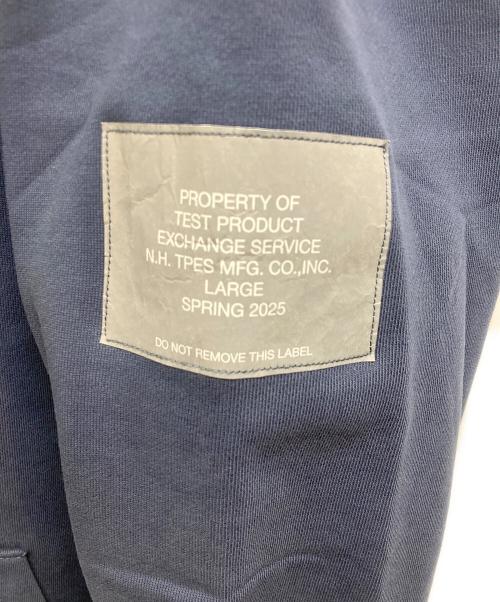 PROPERTY OF
TEST PRODUCT
EXCHANGE SERVICE
N.H. TPES MFG. CO.,INC.
LARGE
SPRING 2025
DO NOT REMOVE THIS LABEL